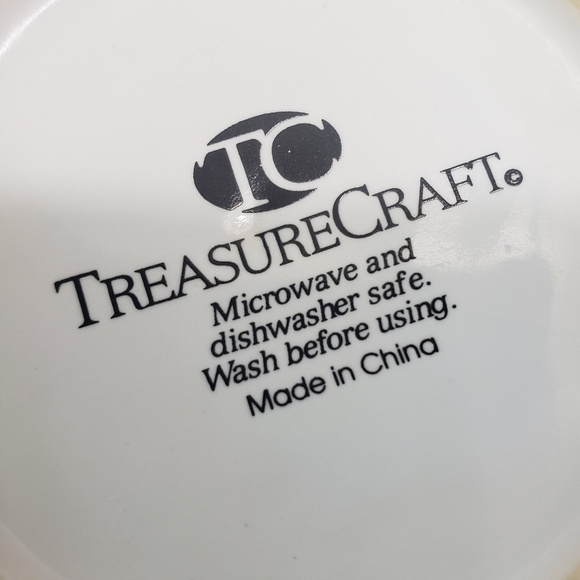 TC
TREASURECRAFT©
Microwave and
dishwasher safe.
Wash before using.
Made in China